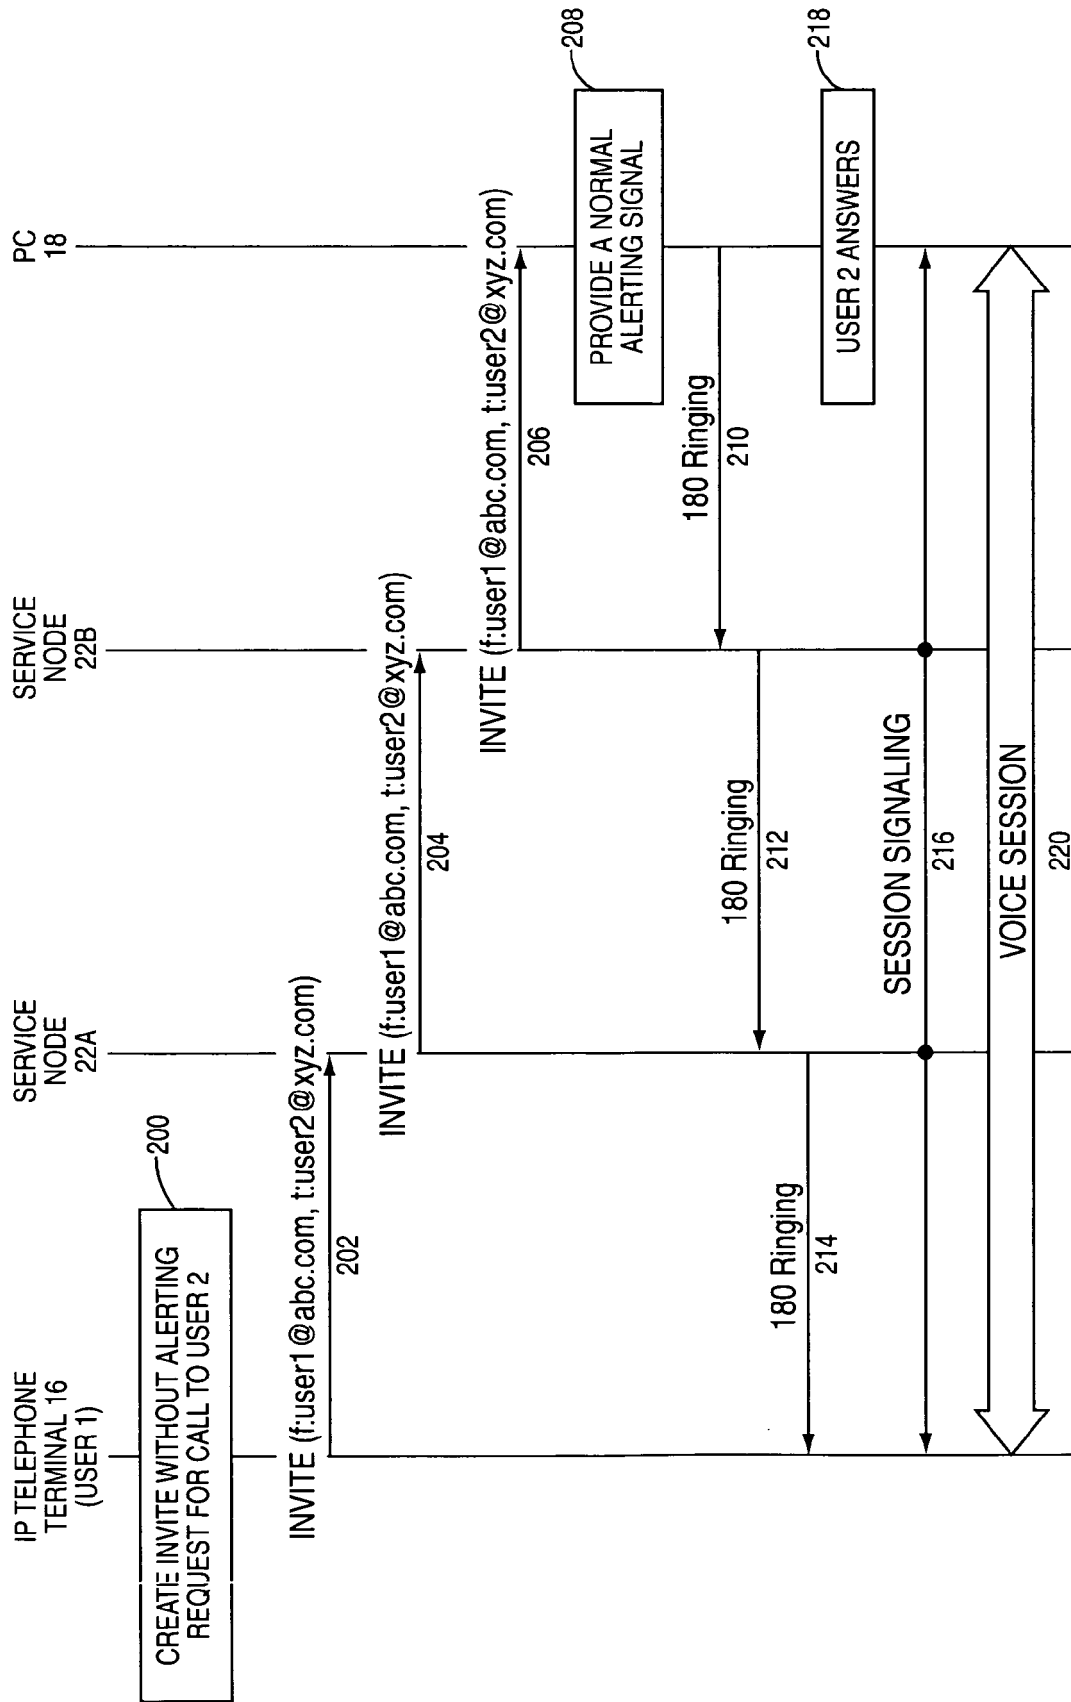 IP TELEPHONE
TERMINAL 16
(USER 1)
SERVICE
NODE
22A
SERVICE
NODE
22B
PC
18
CREATE INVITE WITHOUT ALERTING
REQUEST FOR CALL TO USER 2
200
INVITE (f:user1@abc.com, t:user2@xyz.com)
202
INVITE (f:user1@abc.com, t:user2@xyz.com)
204
INVITE (f:user1@abc.com, t:user2@xyz.com)
206
PROVIDE A NORMAL
ALERTING SIGNAL
208
180 Ringing
210
180 Ringing
212
180 Ringing
214
USER 2 ANSWERS
218
SESSION SIGNALING
216
VOICE SESSION
220